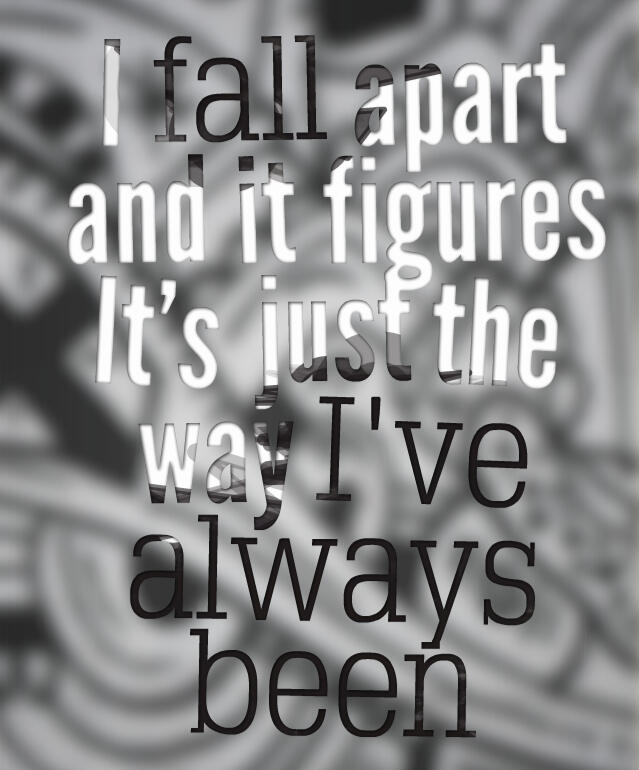 I fall apart
and it figures
It's just the
way I've
always
been